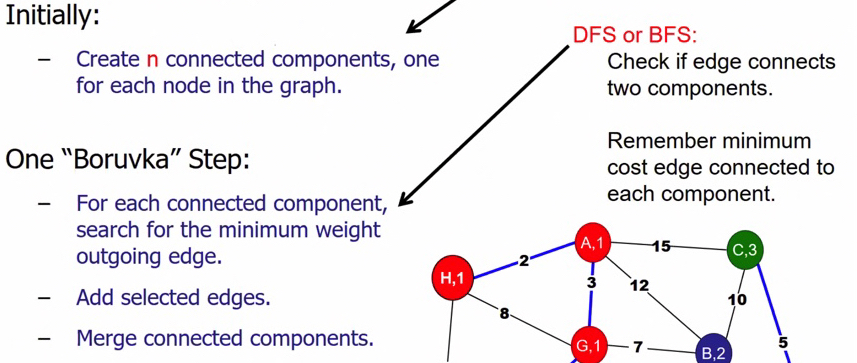 Initially:
– Create n connected components, one
for each node in the graph.
One “Boruvka” Step:
– For each connected component,
search for the minimum weight
outgoing edge.
– Add selected edges.
– Merge connected components.
DFS or BFS:
Check if edge connects
two components.
Remember minimum
cost edge connected to
each component.
A,1
15
C,3
2
H,1
3
12
10
8
G,1
7
B,2
5